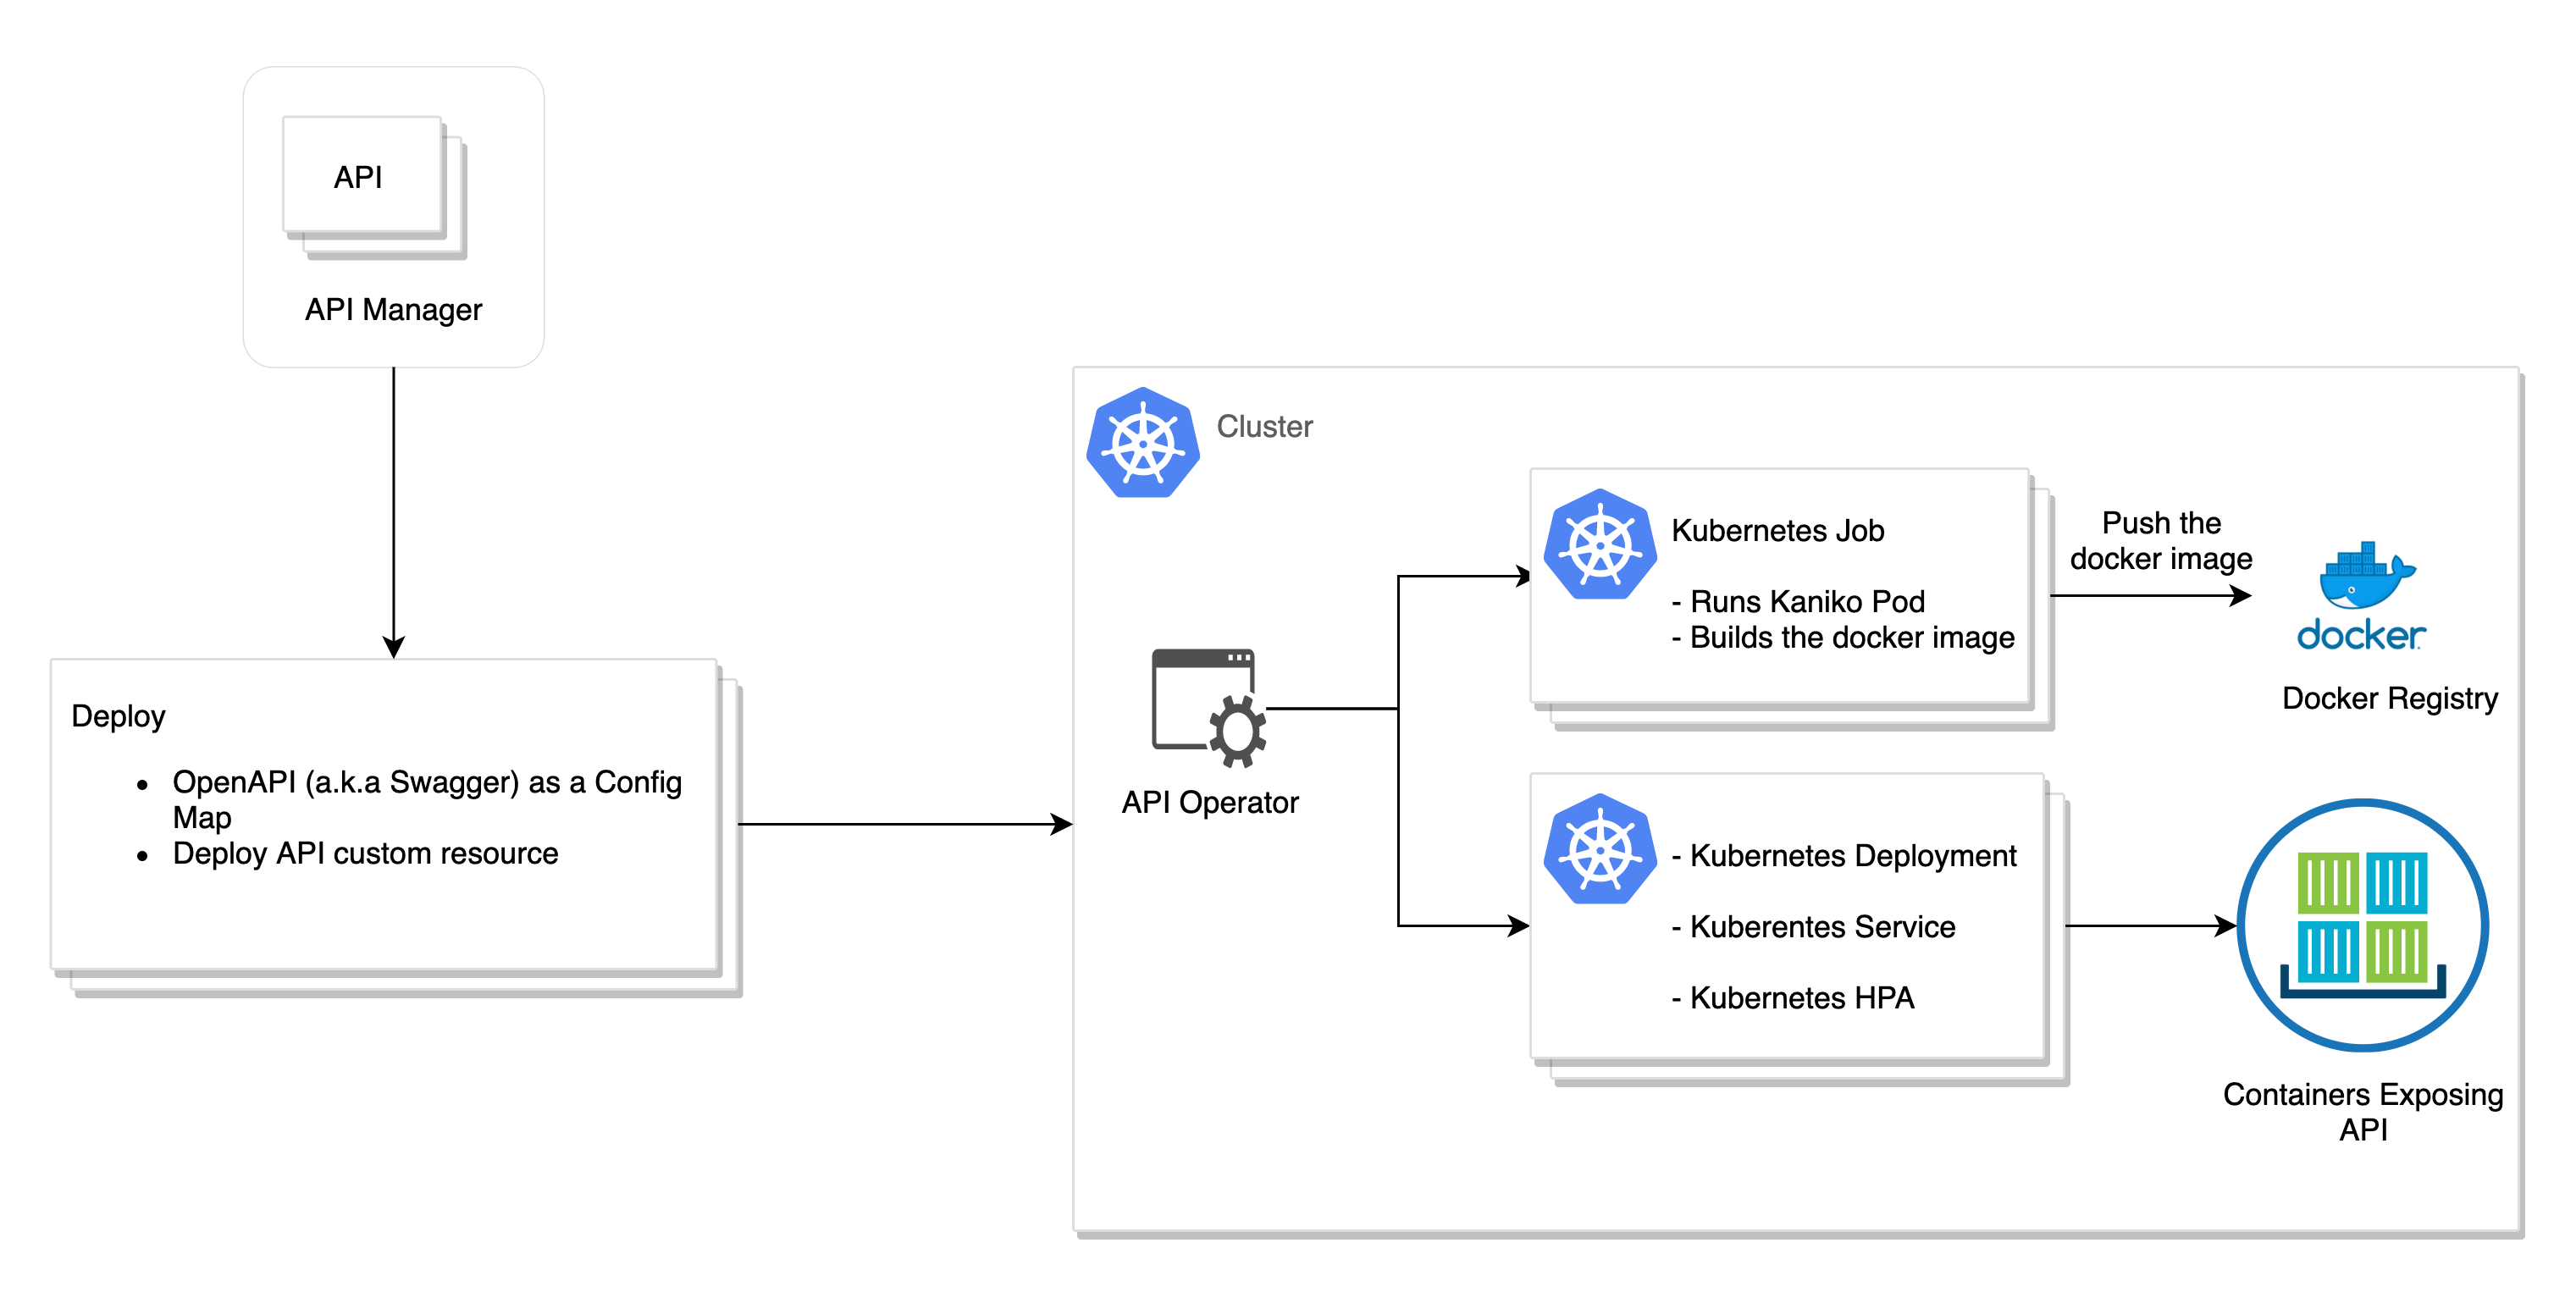 API
API Manager
Deploy
• OpenAPI (a.k.a Swagger) as a Config
Map
• Deploy API custom resource
Cluster
API Operator
Kubernetes Job
- Runs Kaniko Pod
- Builds the docker image
Push the
docker image
docker
Docker Registry
- Kubernetes Deployment
- Kuberentes Service
- Kubernetes HPA
Containers Exposing
API